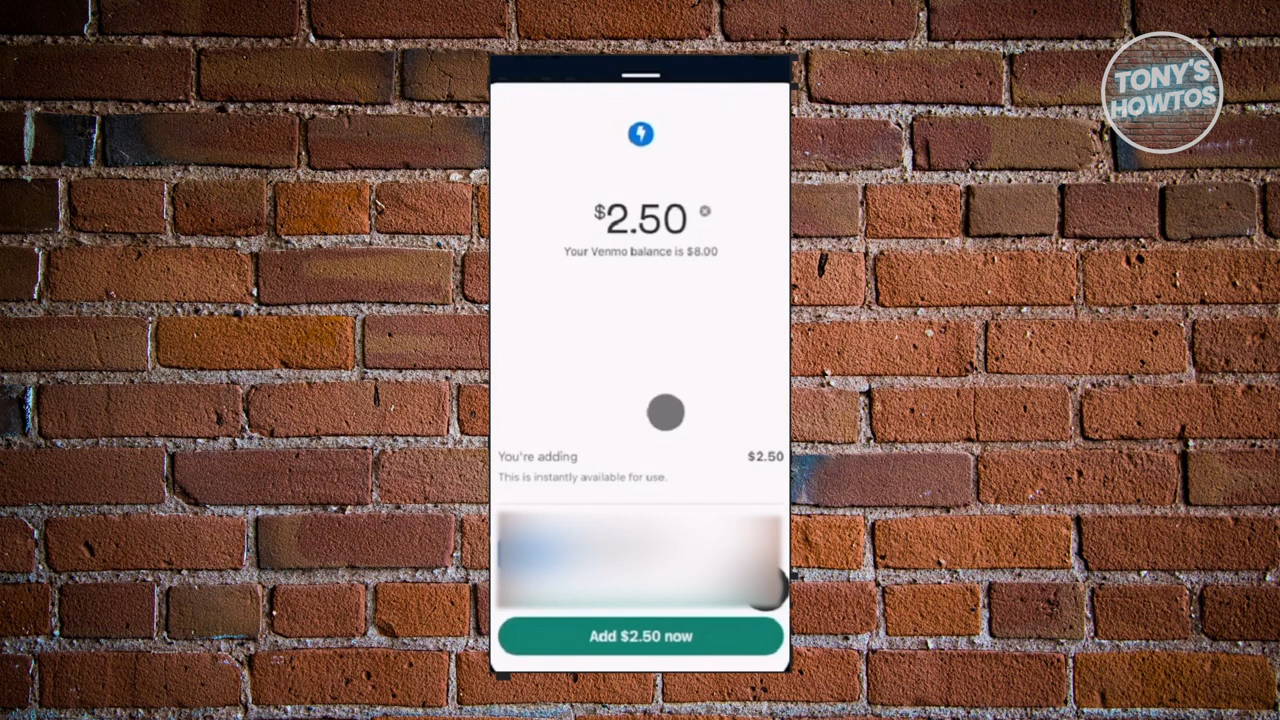 TONY'S
HOWTOS
$2.50
Your Venmo balance is $8.00
You're adding $2.50
This is instantly available for use.
Add $2.50 now